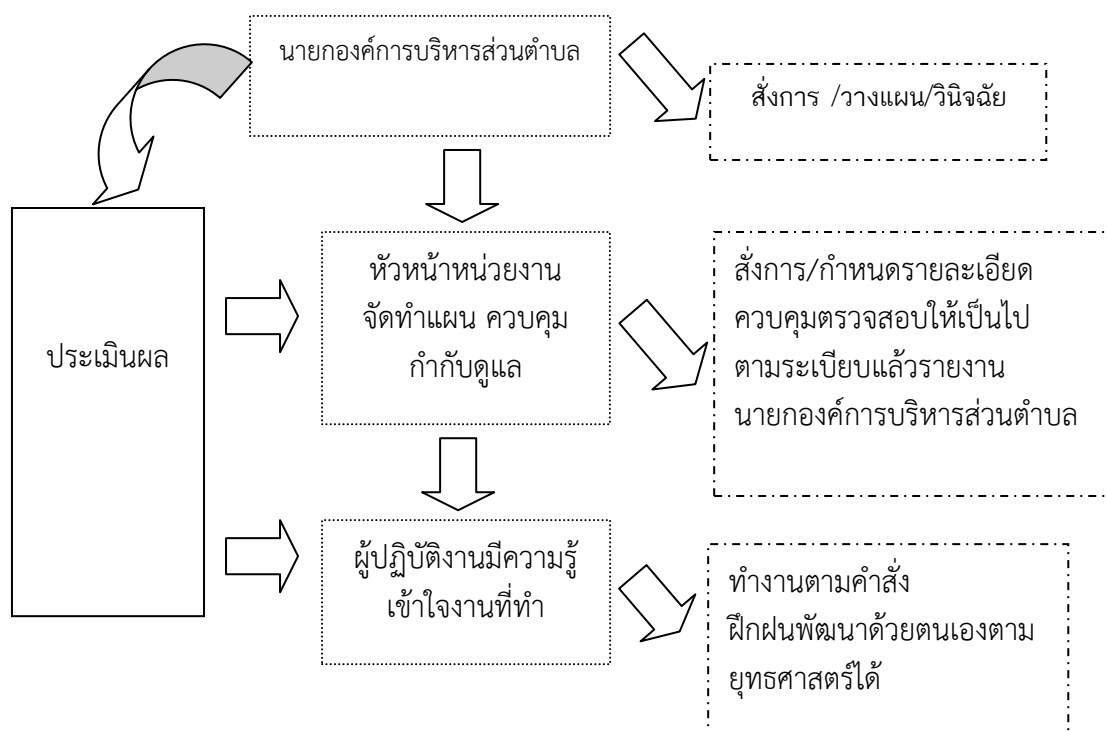 นายกองค์การบริหารส่วนตำบล
สั่งการ /วางแผน/วินิจฉัย
ประเมินผล
หัวหน้าหน่วยงาน
จัดทำแผน ควบคุม
กำกับดูแล
สั่งการ/กำหนดรายละเอียด
ควบคุมตรวจสอบให้เป็นไป
ตามระเบียบแล้วรายงาน
นายกองค์การบริหารส่วนตำบล
ผู้ปฏิบัติงานมีความรู้
เข้าใจงานที่ทำ
ทำงานตามคำสั่ง
ฝึกฝนพัฒนาด้วยตนเองตาม
ยุทธศาสตร์ได้